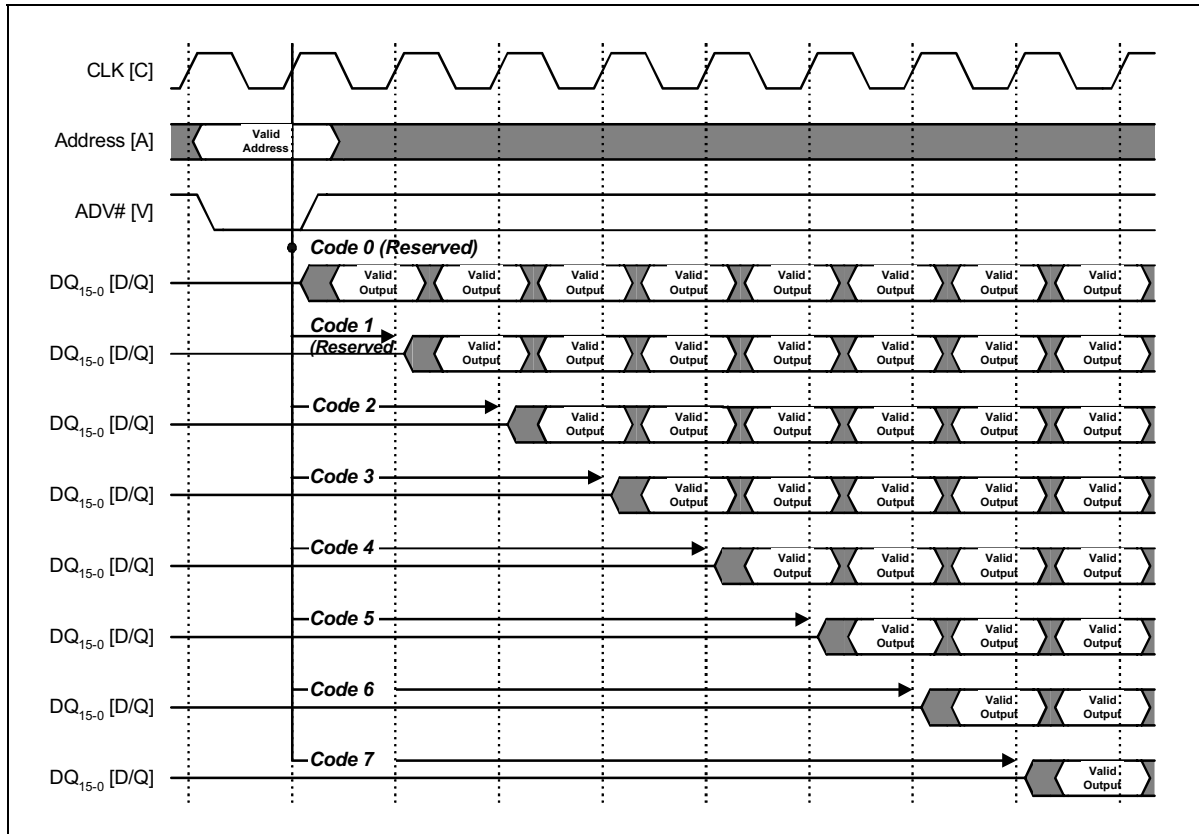 CLK [C]
Address [A]
Valid
Address
ADV# [V]
Code 0 (Reserved)
DQ15-0 [D/Q]
Valid Valid Valid Valid Valid Valid Valid Valid
Output Output Output Output Output Output Output Output
Code 1
(Reserved
DQ15-0 [D/Q]
Valid Valid Valid Valid Valid Valid Valid
Output Output Output Output Output Output Output
Code 2
DQ15-0 [D/Q]
Valid Valid Valid Valid Valid Valid
Output Output Output Output Output Output
Code 3
DQ15-0 [D/Q]
Valid Valid Valid Valid Valid
Output Output Output Output Output
Code 4
DQ15-0 [D/Q]
Valid Valid Valid Valid
Output Output Output Output
Code 5
DQ15-0 [D/Q]
Valid Valid Valid
Output Output Output
Code 6
DQ15-0 [D/Q]
Valid Valid
Output Output
Code 7
DQ15-0 [D/Q]
Valid
Output